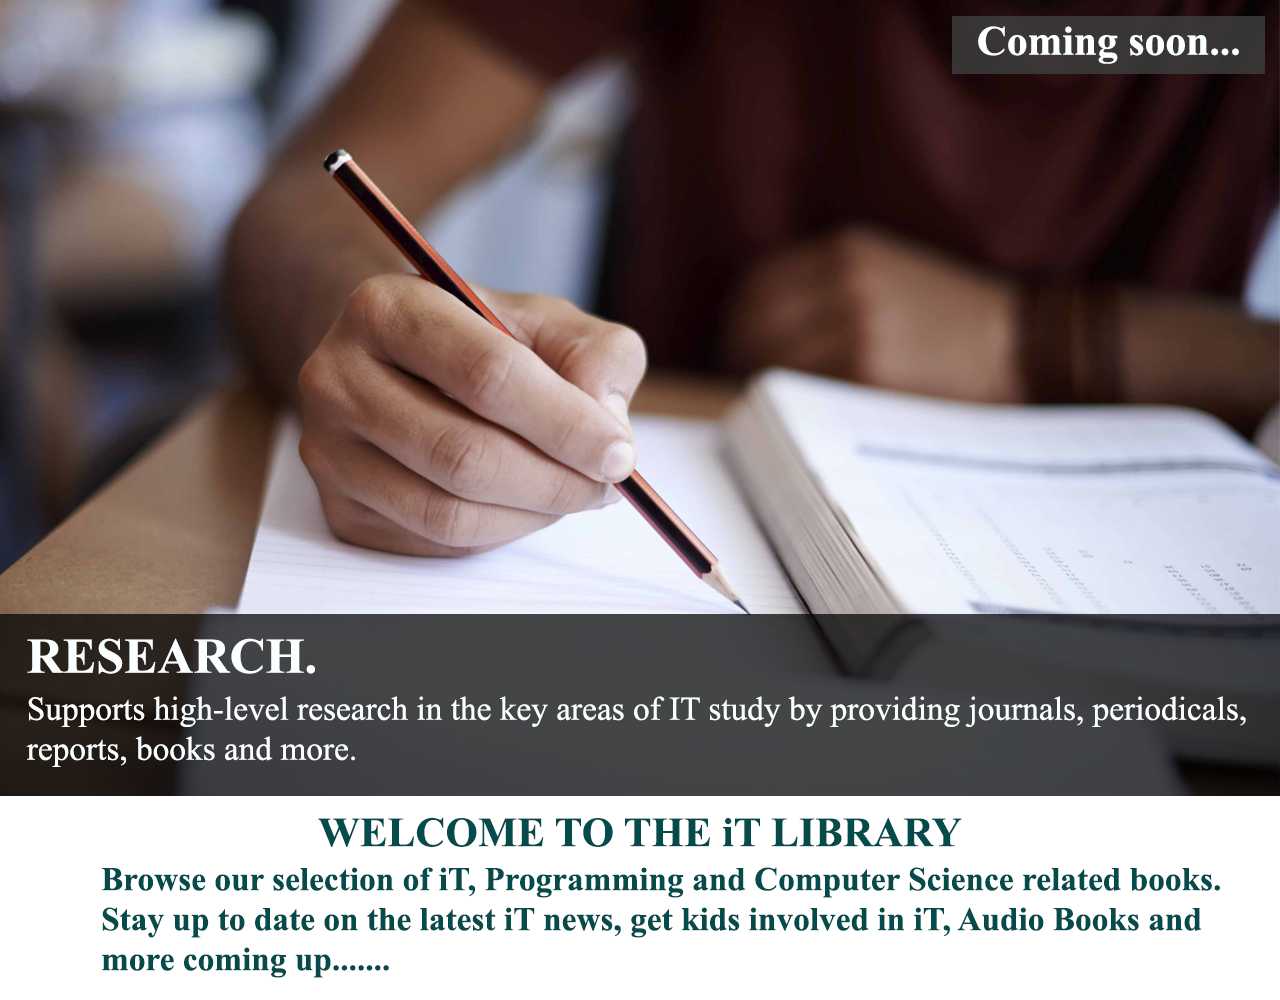 Coming soon...
RESEARCH.
Supports high-level research in the key areas of IT study by providing journals, periodicals,
reports, books and more.
WELCOME TO THE iT LIBRARY
Browse our selection of iT, Programming and Computer Science related books.
Stay up to date on the latest iT news, get kids involved in iT, Audio Books and
more coming up.......